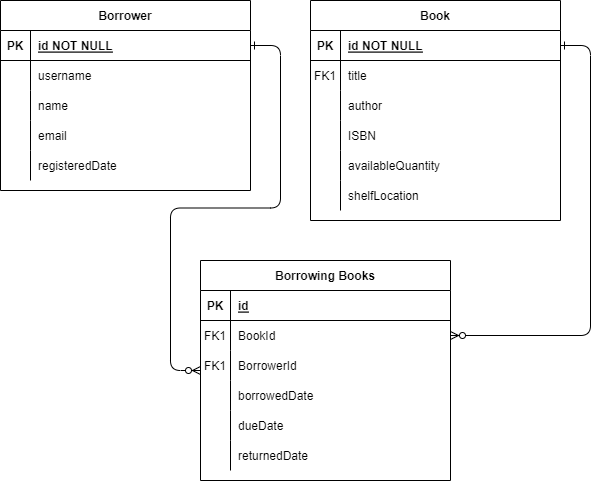 Borrower
PK id NOT NULL
username
name
email
registeredDate
Book
PK id NOT NULL
FK1 title
author
ISBN
availableQuantity
shelfLocation
Borrowing Books
PK id
FK1 BookId
FK1 BorrowerId
borrowedDate
dueDate
returnedDate